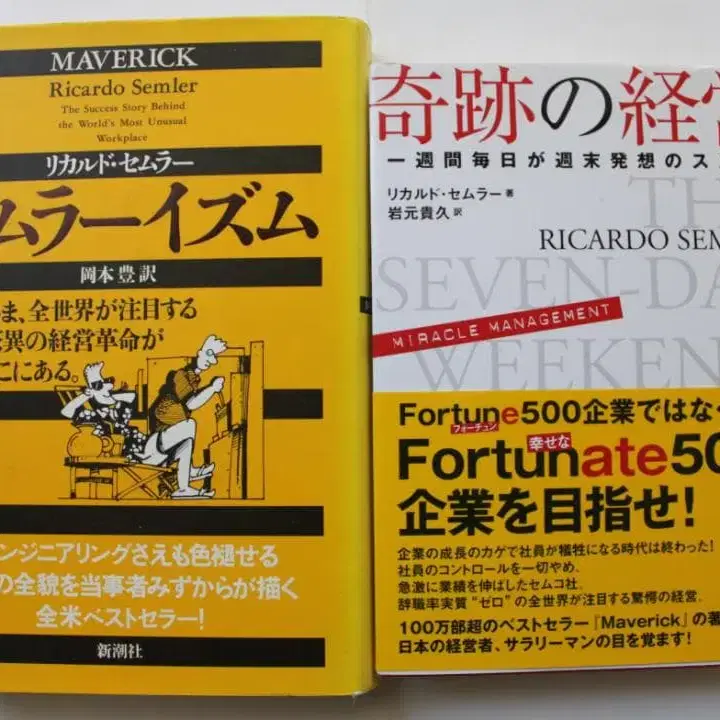 MAVERICK
Ricardo Semler
The Success Story Behind
the World's Most Unusual
Workplace
リカルド・セムラー
ムラーイズム
岡本 豊 訳
ま、全世界が注目する
異の経営革命が
こにある。
ンジニアリングさえも色褪せる
の全貌を当事者みずからが描く
全米ベストセラー!
新潮社
奇跡の経営
一週間毎日が週末発想のス
リカルド・セムラー 著
岩元貴久 訳
TH
RICARDO SEM
SEVEN-DA
MIRACLE MANAGEMENT
WEEKEN
Fortune500企業ではな
フォーチュン
幸せな
Fortunate50
企業を目指せ!
企業の成長のカゲで社員が犠牲になる時代は終わった!
社員のコントロールを一切やめ、
急激に業績を伸ばしたセムコ社。
辞職率実質“ゼロ”の全世界が注目する驚愕の経営。
100万部超のベストセラー『Maverick』の著
日本の経営者、サラリーマンの目を覚ます!